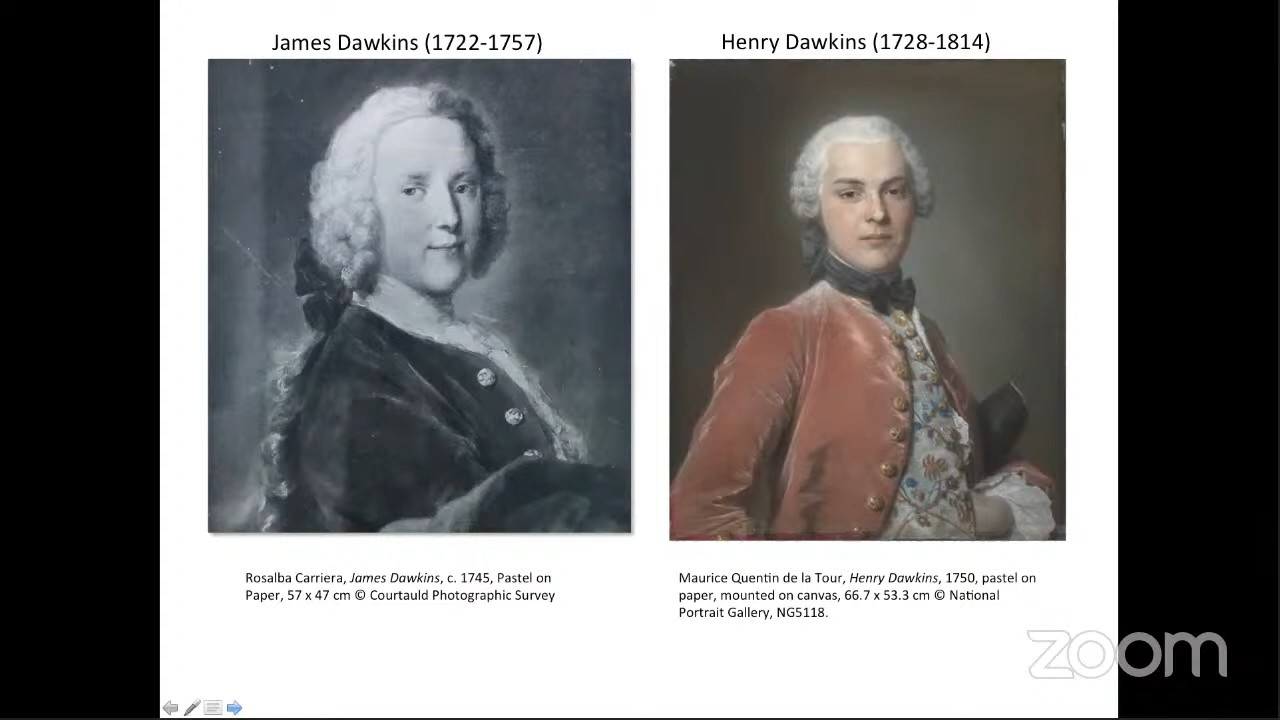 James Dawkins (1722-1757)
Henry Dawkins (1728-1814)
Rosalba Carriera, James Dawkins, c. 1745, Pastel on
Paper, 57 x 47 cm © Courtauld Photographic Survey
Maurice Quentin de la Tour, Henry Dawkins, 1750, pastel on
paper, mounted on canvas, 66.7 x 53.3 cm © National
Portrait Gallery, NG5118.
zoom